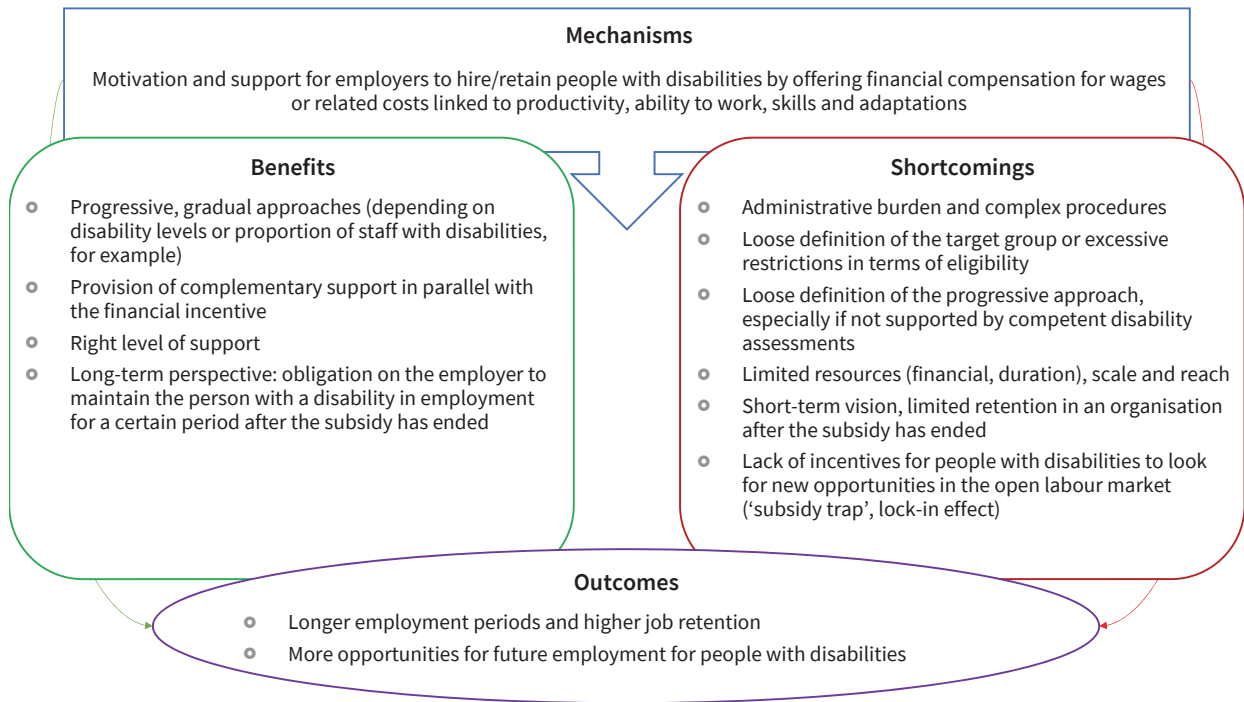 Mechanisms
Motivation and support for employers to hire/retain people with disabilities by offering financial compensation for wages
or related costs linked to productivity, ability to work, skills and adaptations
Benefits
Progressive, gradual approaches (depending on
disability levels or proportion of staff with disabilities,
for example)
Provision of complementary support in parallel with
the financial incentive
Right level of support
Long-term perspective: obligation on the employer to
maintain the person with a disability in employment
for a certain period after the subsidy has ended
Shortcomings
Administrative burden and complex procedures
Loose definition of the target group or excessive
restrictions in terms of eligibility
Loose definition of the progressive approach,
especially if not supported by competent disability
assessments
Limited resources (financial, duration), scale and reach
Short-term vision, limited retention in an organisation
after the subsidy has ended
Lack of incentives for people with disabilities to look
for new opportunities in the open labour market
(‘subsidy trap’, lock-in effect)
Outcomes
Longer employment periods and higher job retention
More opportunities for future employment for people with disabilities